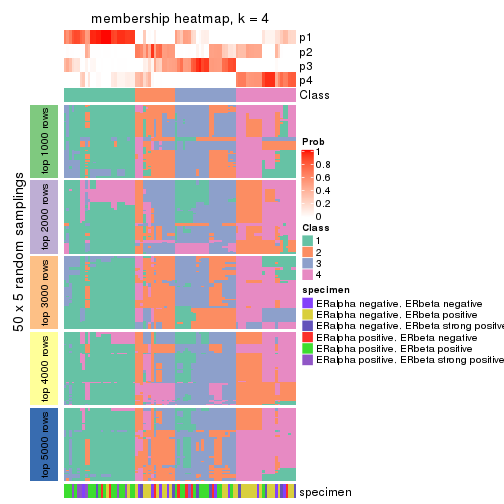 membership heatmap, k = 4
p1
p2
p3
p4
Class
50 x 5 random samplings
top 1000 rows
top 2000 rows
top 3000 rows
top 4000 rows
top 5000 rows
specimen
Prob
1
0.8
0.6
0.4
0.2
0
Class
1
2
3
4
specimen
ERalpha negative. ERbeta negative
ERalpha negative. ERbeta positive
ERalpha negative. ERbeta strong positive
ERalpha positive. ERbeta negative
ERalpha positive. ERbeta positive
ERalpha positive. ERbeta strong positive